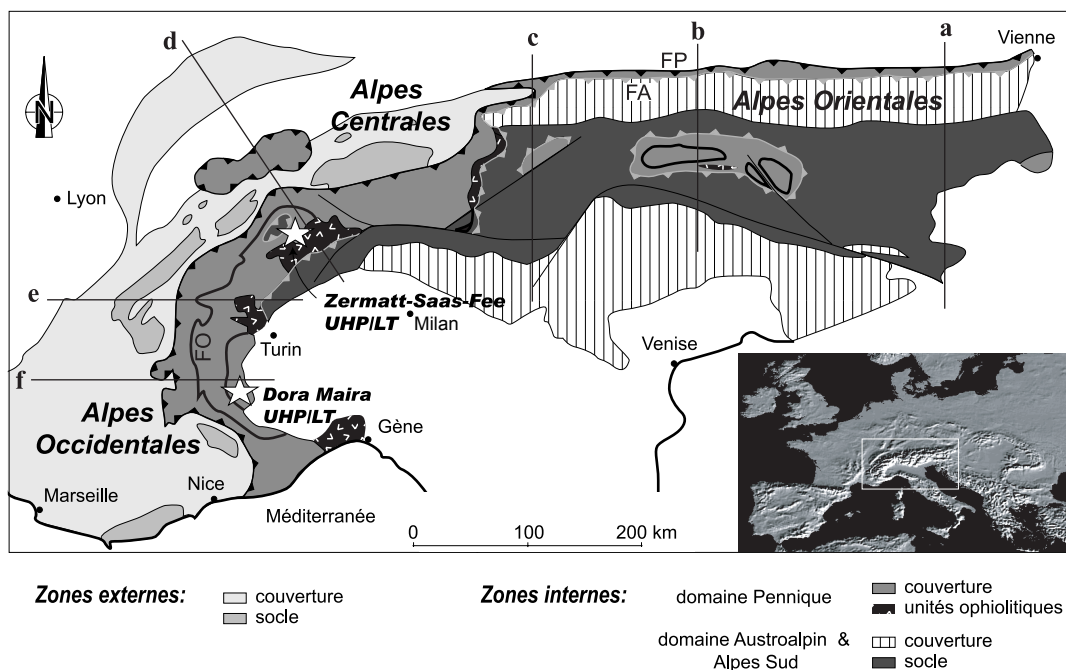 a
b
c
d
Vienne
FP
FA
Alpes Orientales
Alpes
Centrales
N
Lyon
e
Zermatt-Saas-Fee
UHP/LT
Milan
FO
Turin
Venise
f
Dora Maira
UHP/LT
Alpes
Occidentales
Gène
Nice
Marseille
Méditerranée
0 100 200 km
Zones externes:
couverture
socle
Zones internes:
domaine Pennique
couverture
unités ophiolitiques
domaine Austroalpin &
Alpes Sud
couverture
socle